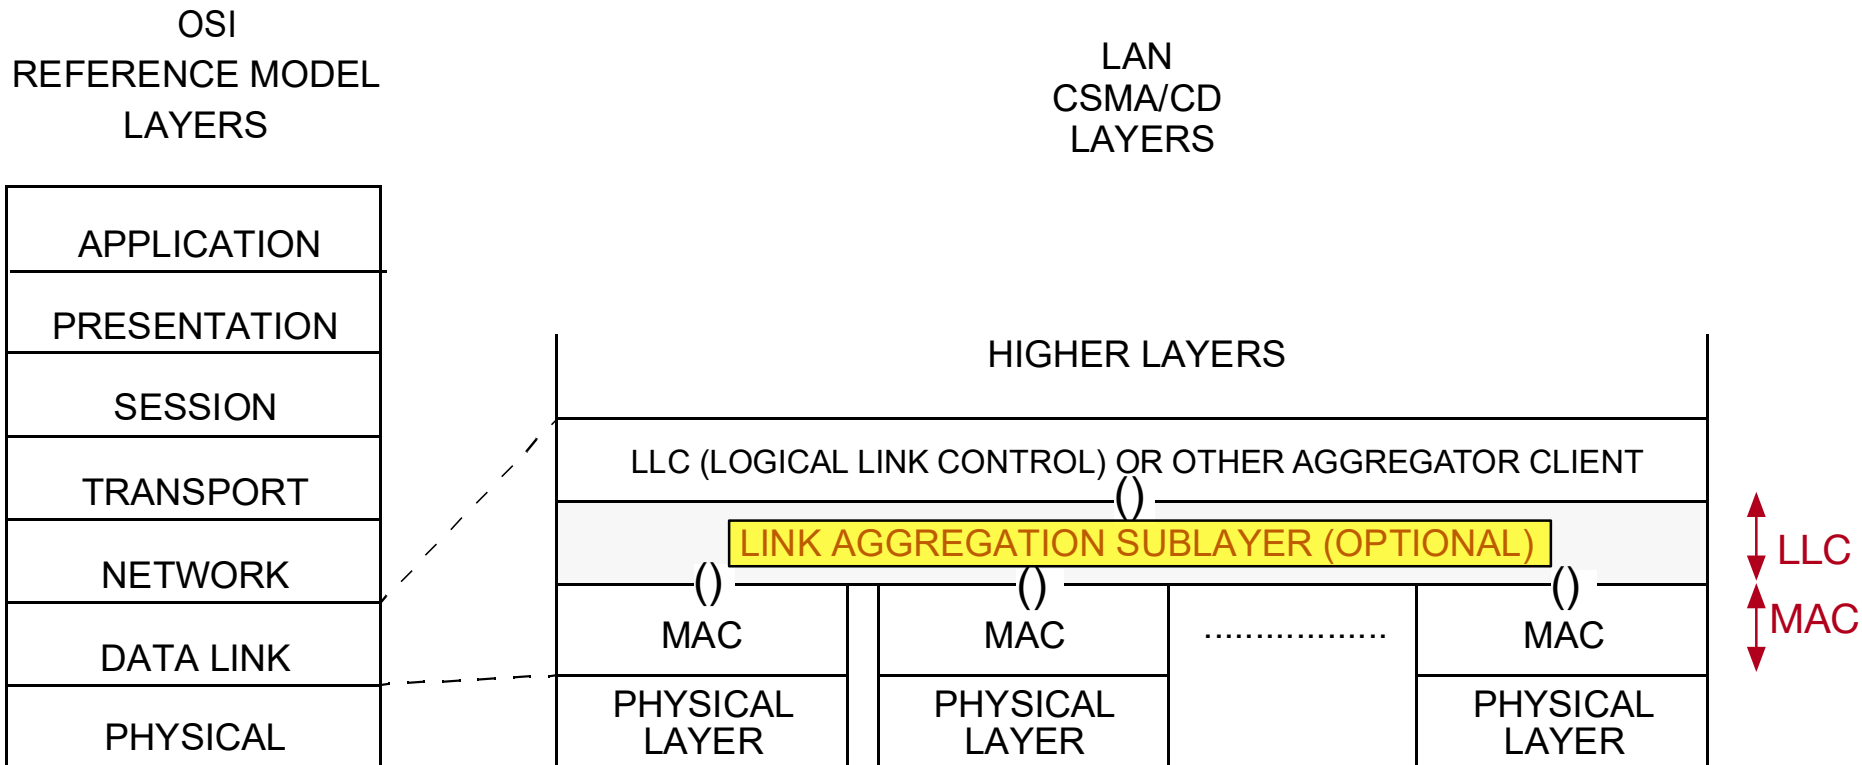 OSI
REFERENCE MODEL
LAYERS
LAN
CSMA/CD
LAYERS
APPLICATION
PRESENTATION
SESSION
TRANSPORT
NETWORK
DATA LINK
PHYSICAL
HIGHER LAYERS
LLC (LOGICAL LINK CONTROL) OR OTHER AGGREGATOR CLIENT
()
LINK AGGREGATION SUBLAYER (OPTIONAL)
() () ()
MAC MAC ................. MAC
PHYSICAL
LAYER
PHYSICAL
LAYER
PHYSICAL
LAYER
LLC
MAC